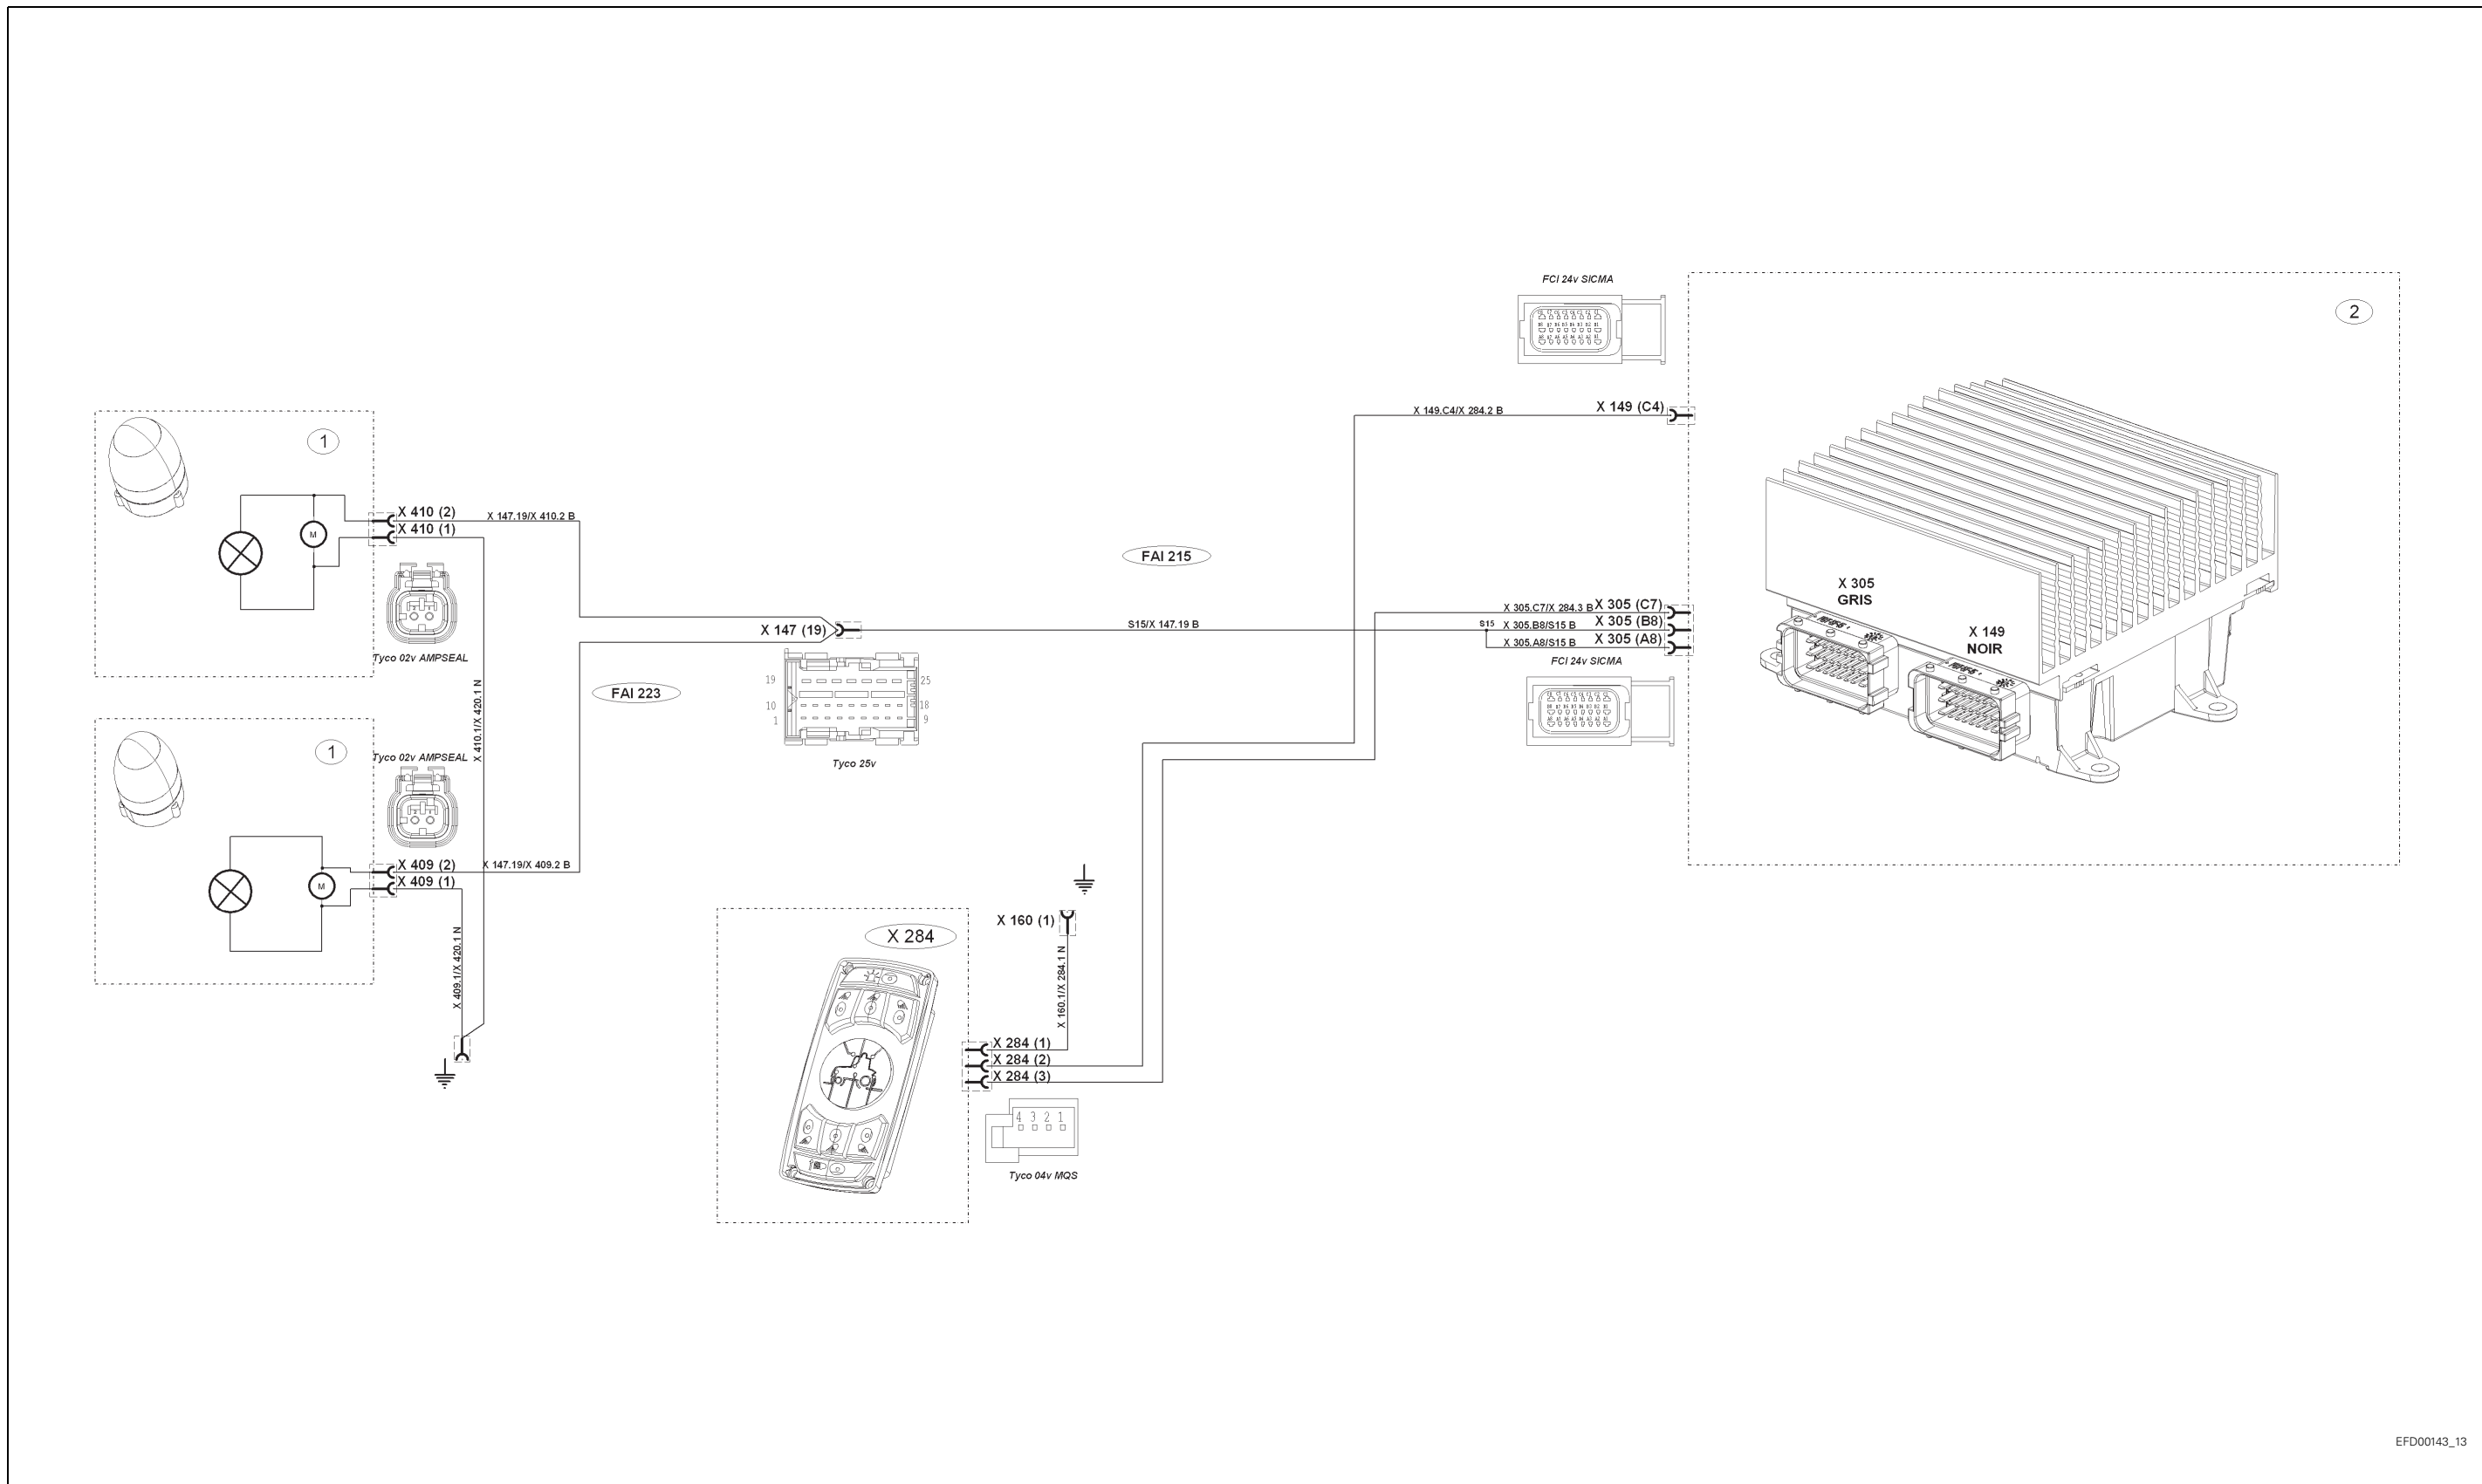 FCI 24v SICMA
2
X 149.C4/X 284.2 B
X 149 (C4)
1
X 410 (2)
X 410 (1)
X 147.19/X 410.2 B
FAI 215
X 305
GRIS
X 149
NOIR
X 305.C7/X 284.3 B
X 305 (C7)
X 147 (19)
S15/X 147.19 B
S15
X 305.B8/S15 B
X 305 (B8)
X 305.A8/S15 B
X 305 (A8)
M
Tyco 02v AMPSEAL
FCI 24v SICMA
19
25
10
18
1
9
FAI 223
X 410.1/X 420.1 N
Tyco 25v
1
Tyco 02v AMPSEAL
X 409 (2)
X 409 (1)
X 147.19/X 409.2 B
M
X 409.1/X 420.1 N
X 160 (1)
X 284
X 160.1/X 284.1 N
X 284 (1)
X 284 (2)
X 284 (3)
4 3 2 1
Tyco 04v MQS
EFD00143_13